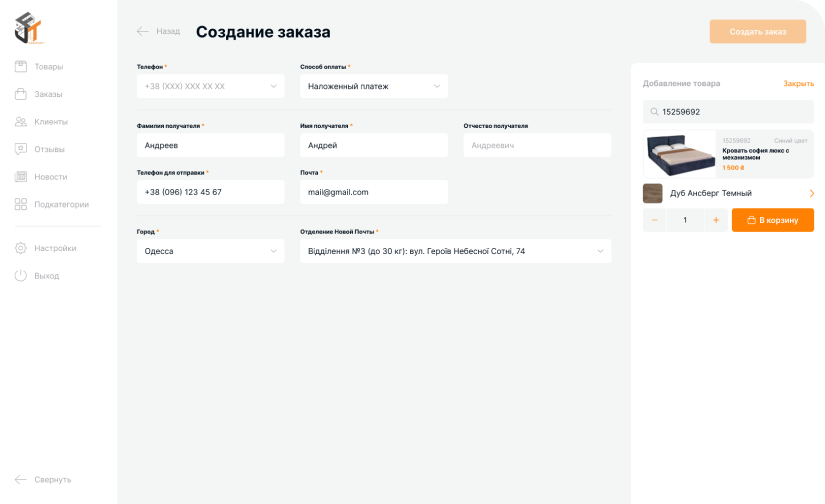 Назад
Создание заказа
Создать заказ
Товары
Заказы
Клиенты
Отзывы
Новости
Подкатегории
Настройки
Выход
Свернуть
Телефон *
+38 (XXX) XXX XX XX
Способ оплаты *
Наложенный платеж
Фамилия получателя *
Андреев
Имя получателя *
Андрей
Отчество получателя
Андреевич
Телефон для отправки *
+38 (096) 123 45 67
Почта *
mail@gmail.com
Город *
Одесса
Отделение Новой Почты *
Відділення №3 (до 30 кг): вул. Героїв Небесної Сотні, 74
Добавление товара
Закрыть
15259692
15259692
Синий цвет
Кровать софия люкс с
механизмом
1 500 ₴
Дуб Ансберг Темный
− 1 +
В корзину